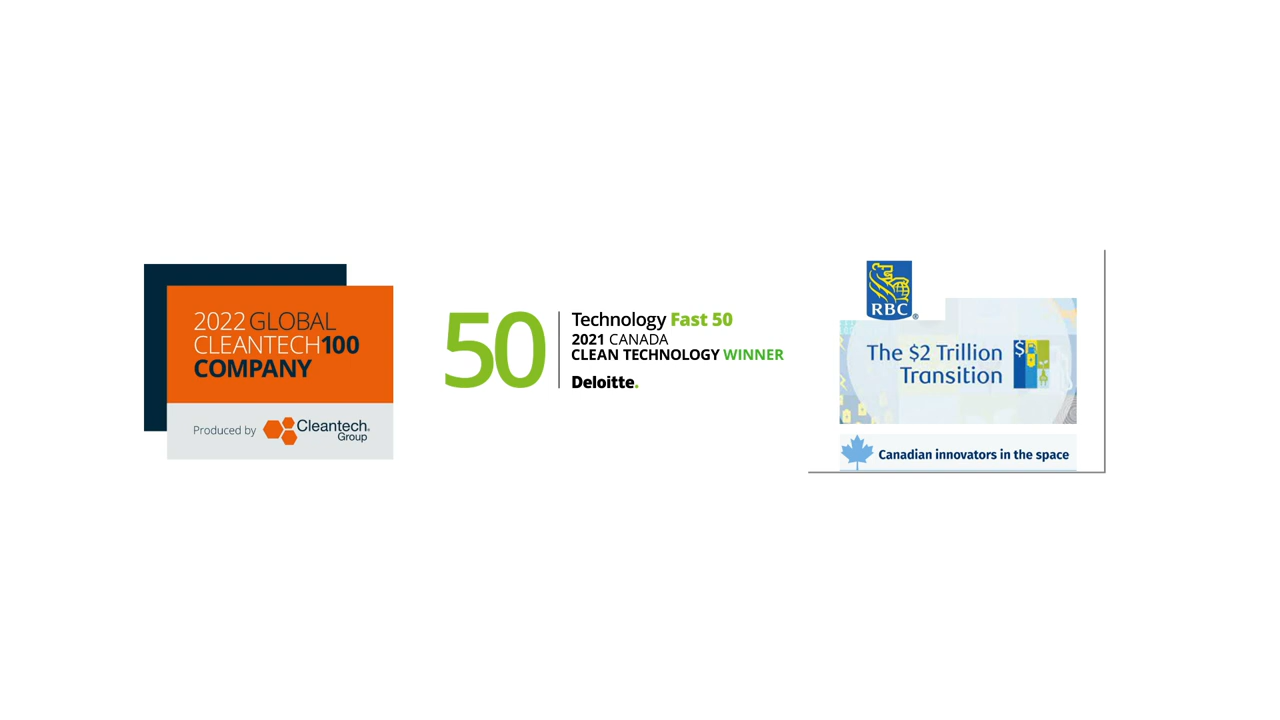 2022 GLOBAL
CLEANTECH100
COMPANY
Produced by Cleantech®
Group
50
Technology Fast 50
2021 CANADA
CLEAN TECHNOLOGY WINNER
Deloitte.
RBC®
The $2 Trillion $
Transition
Canadian innovators in the space